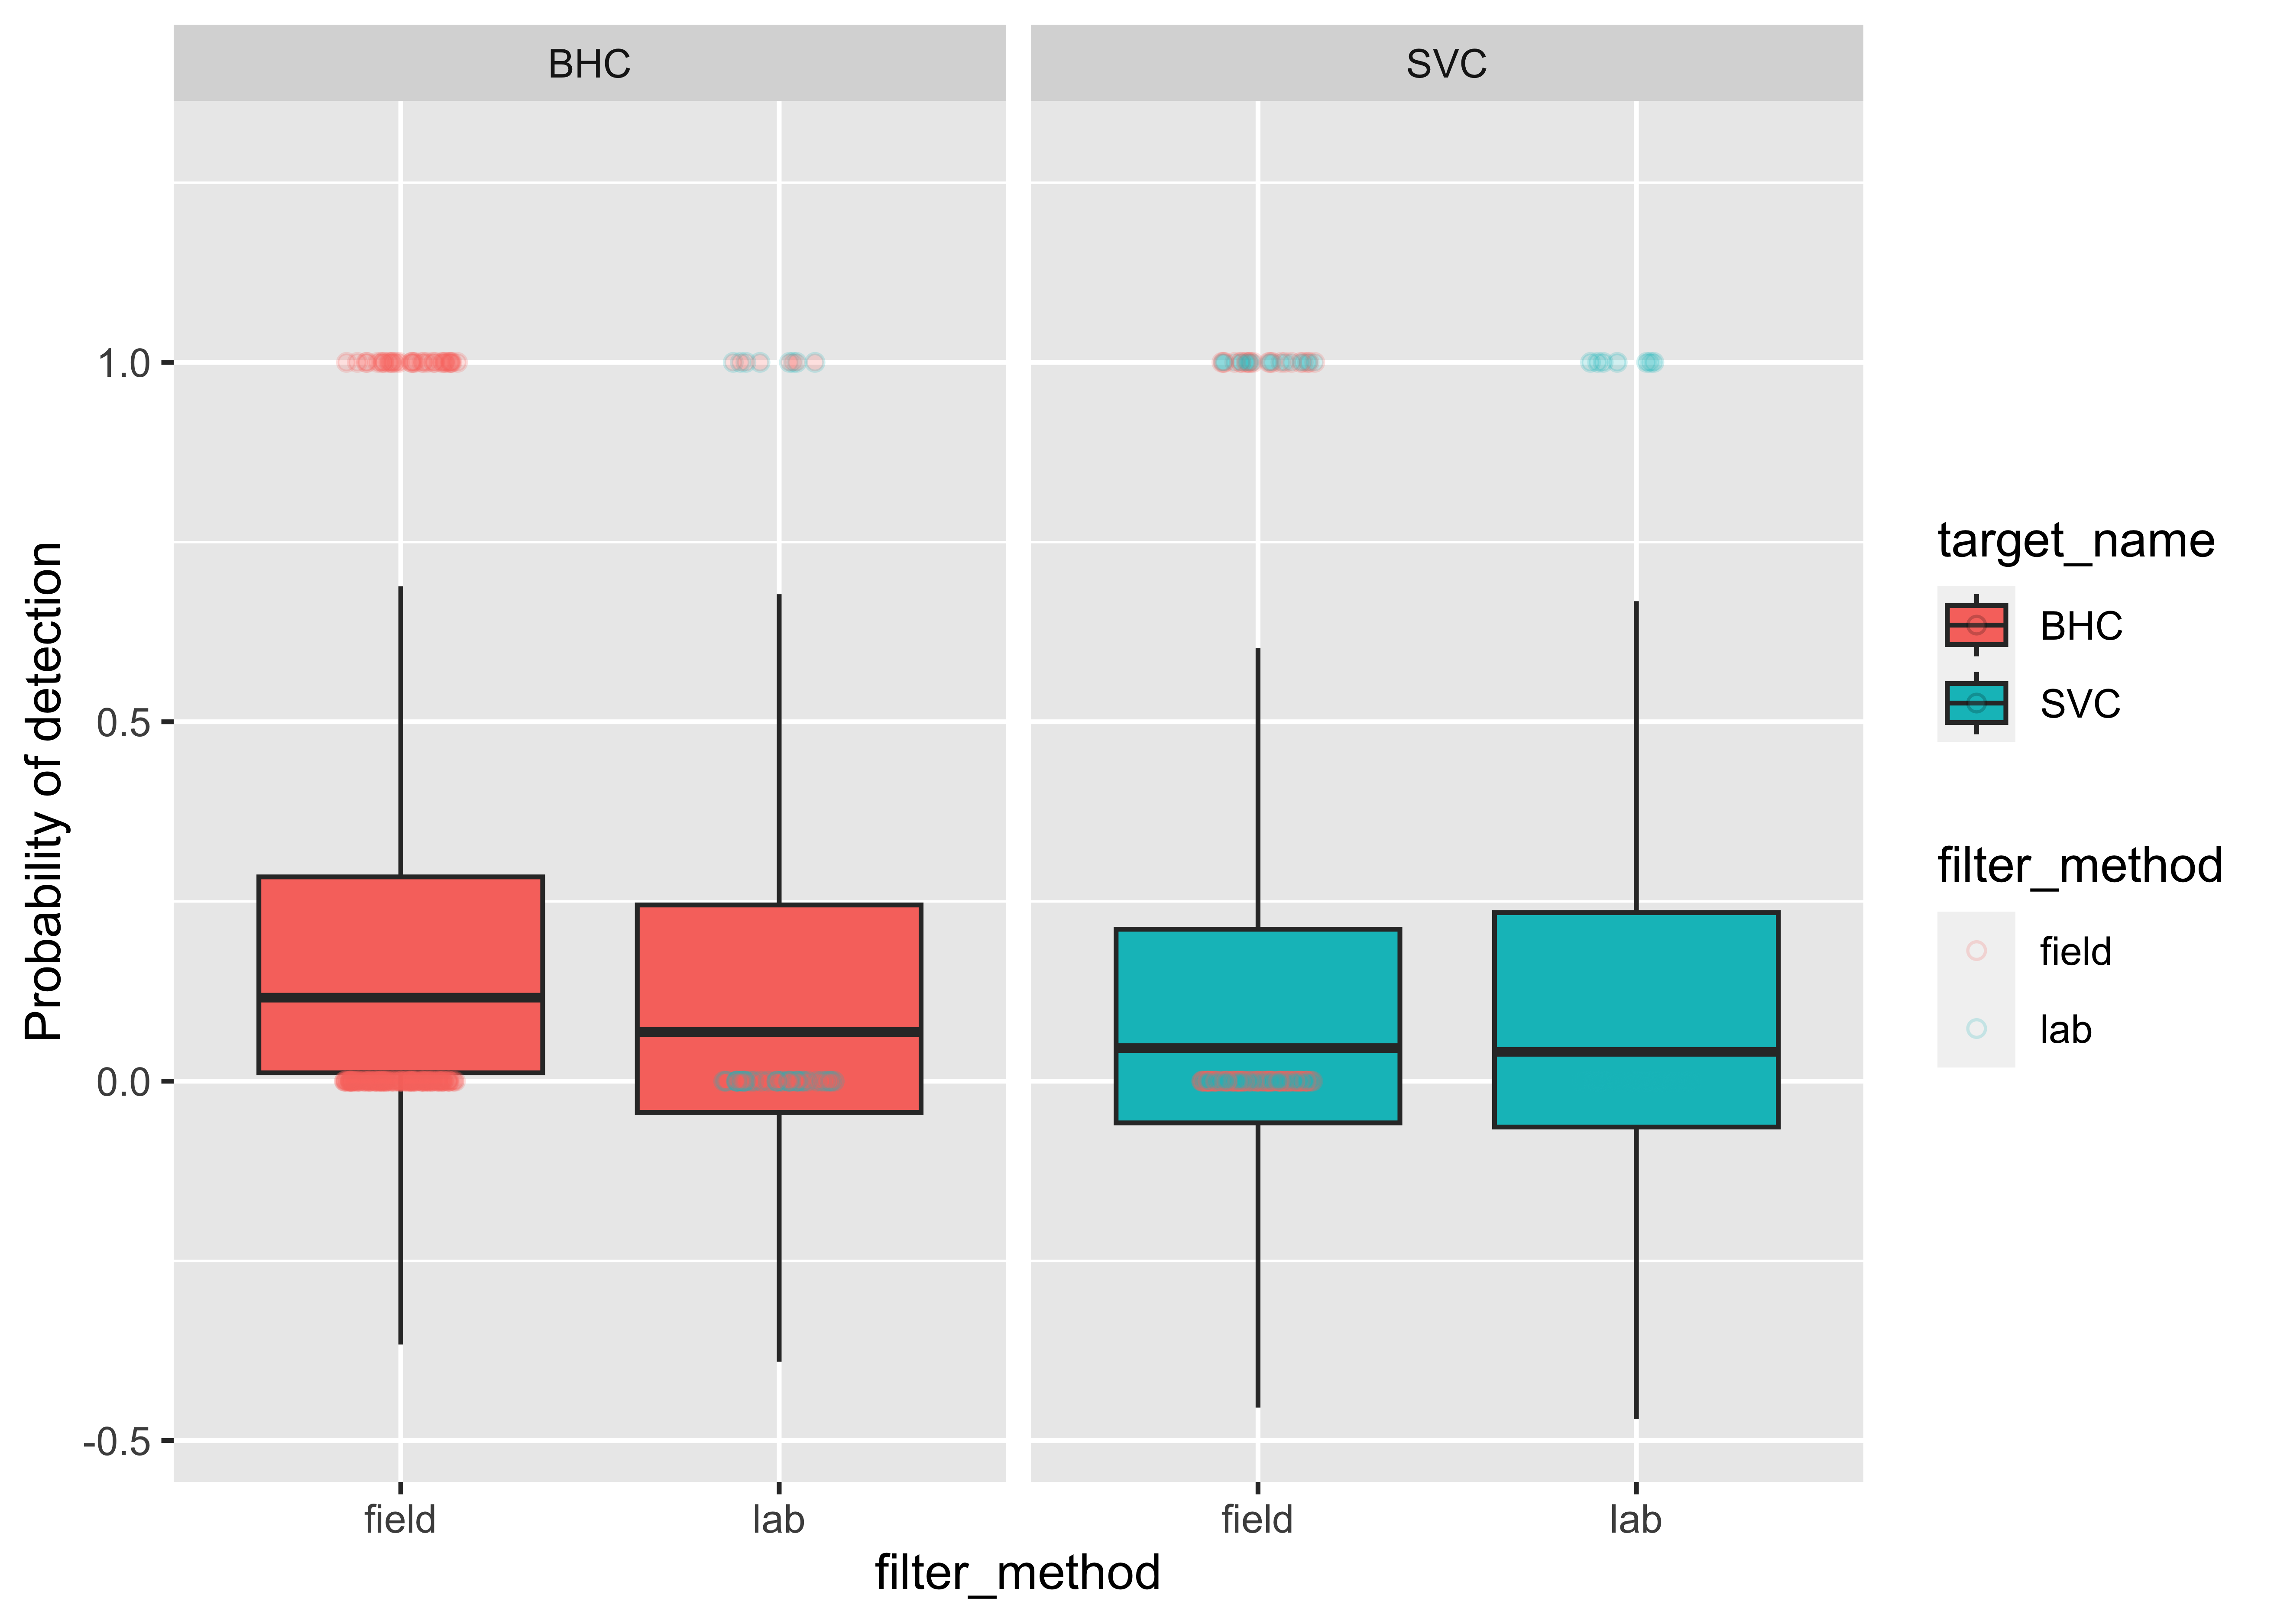 BHC
SVC
Probability of detection
1.0
0.5
0.0
-0.5
field
lab
field
lab
filter_method
target_name
BHC
SVC
filter_method
field
lab